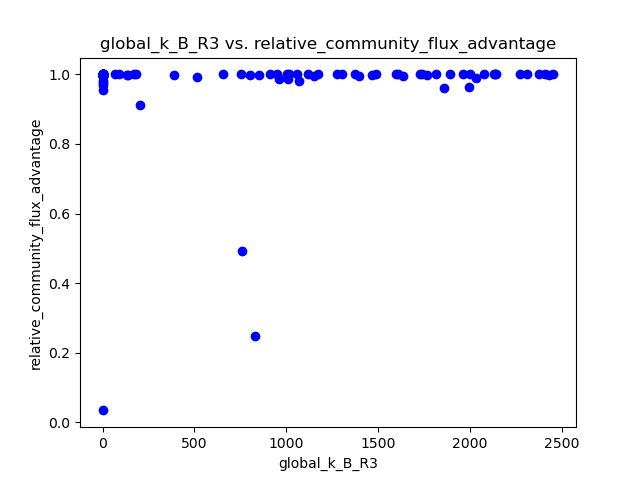 global_k_B_R3 vs. relative_community_flux_advantage
1.0
0.8
0.6
0.4
0.2
0.0
relative_community_flux_advantage
0 500 1000 1500 2000 2500
global_k_B_R3